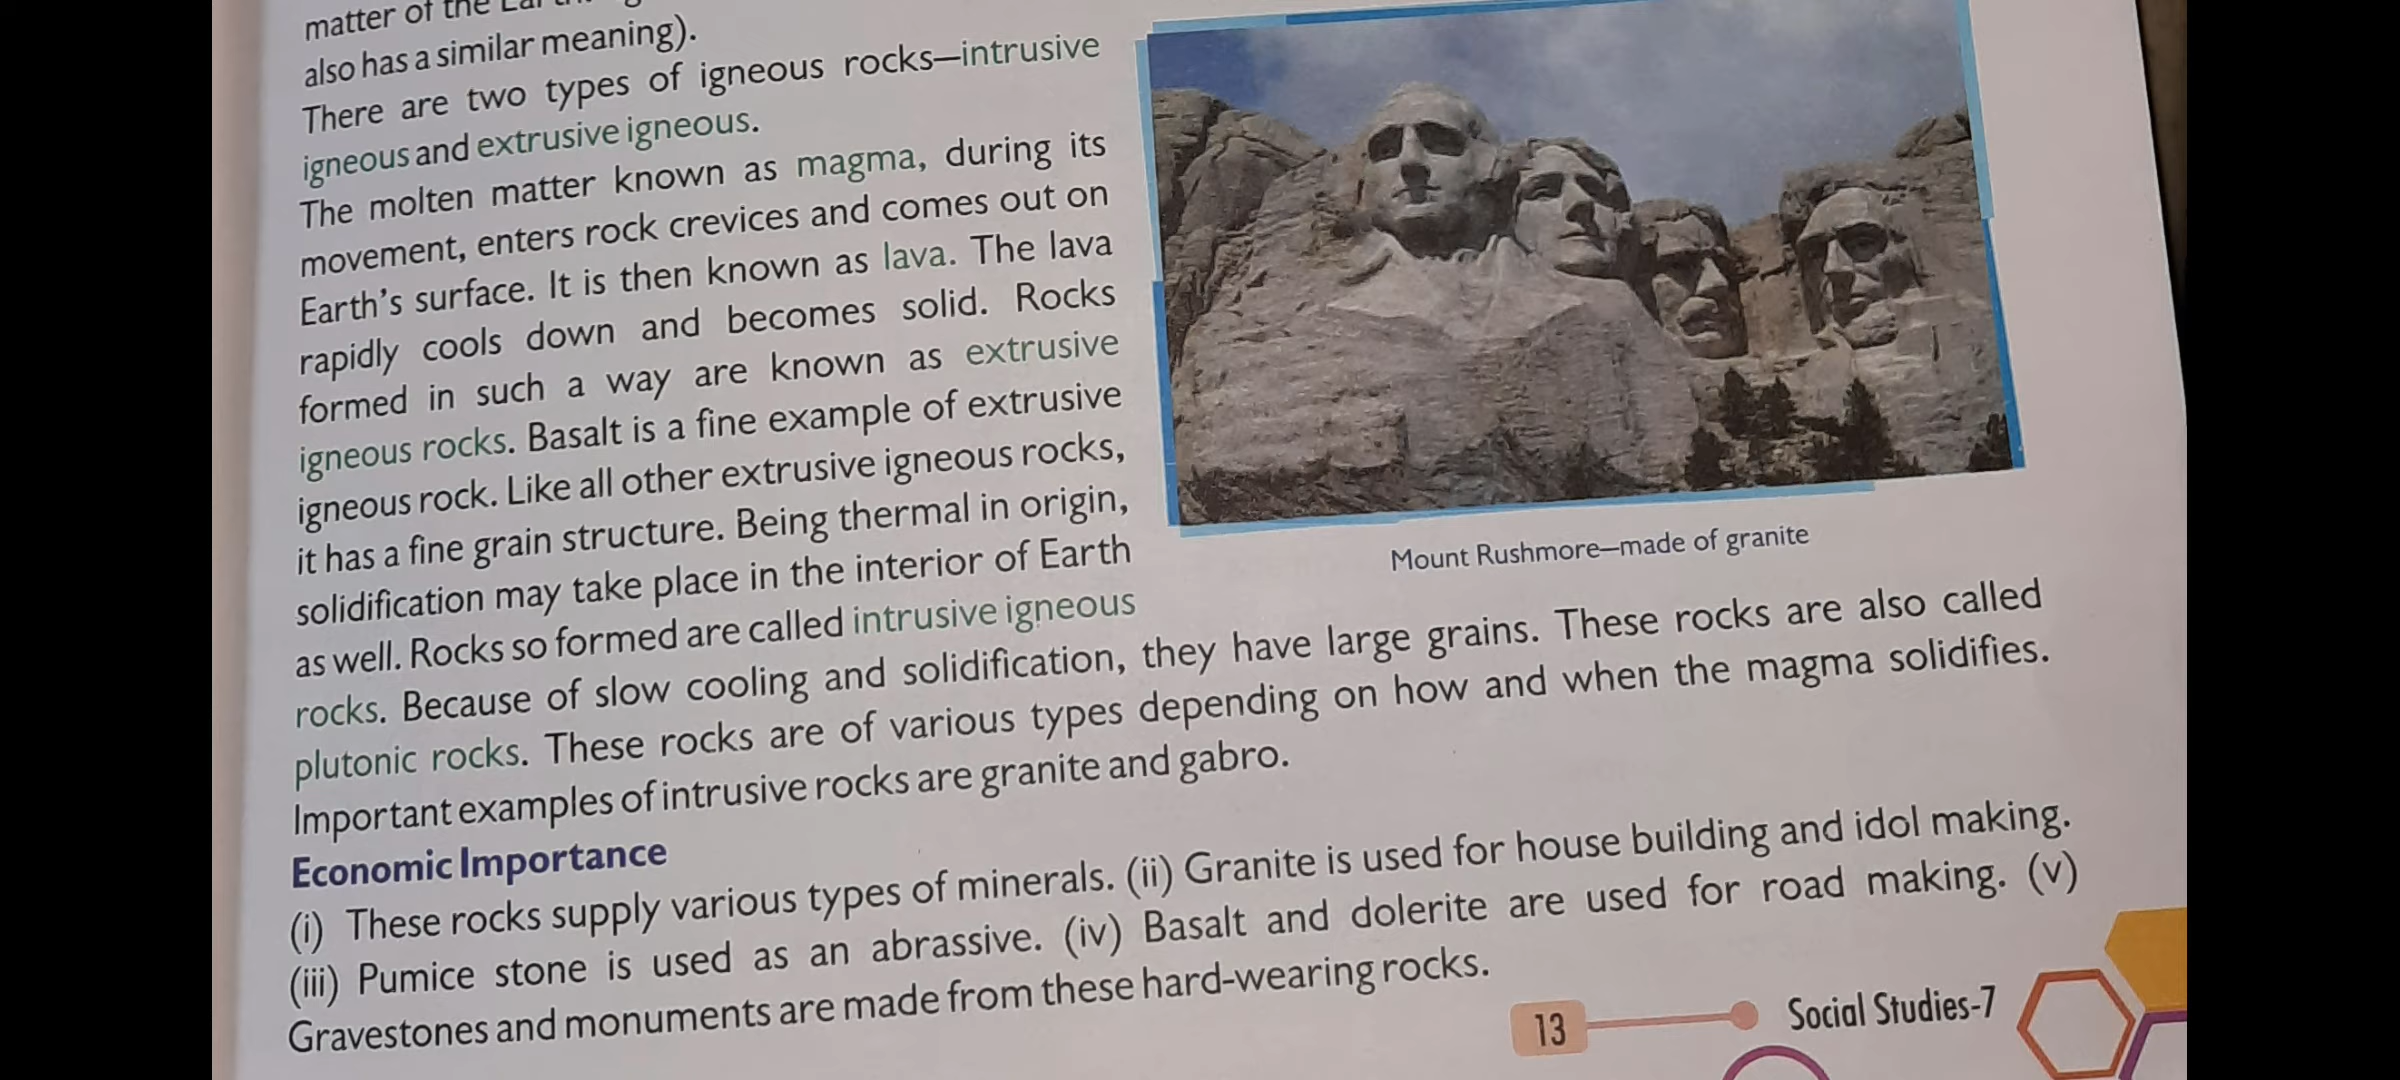 matter of the
also has a similar meaning).
There are two types of igneous rocks—intrusive
igneous and extrusive igneous.
The molten matter known as magma, during its
movement, enters rock crevices and comes out on
Earth's surface. It is then known as lava. The lava
rapidly cools down and becomes solid. Rocks
formed in such a way are known as extrusive
igneous rocks. Basalt is a fine example of extrusive
igneous rock. Like all other extrusive igneous rocks,
it has a fine grain structure. Being thermal in origin,
solidification may take place in the interior of Earth
as well. Rocks so formed are called intrusive igneous
rocks. Because of slow cooling and solidification, they have large grains. These rocks are also called
plutonic rocks. These rocks are of various types depending on how and when the magma solidifies.
Important examples of intrusive rocks are granite and gabro.
Mount Rushmore—made of granite
Economic Importance
(i) These rocks supply various types of minerals. (ii) Granite is used for house building and idol making.
(iii) Pumice stone is used as an abrassive. (iv) Basalt and dolerite are used for road making. (v)
Gravestones and monuments are made from these hard-wearing rocks.
13
Social Studies-7